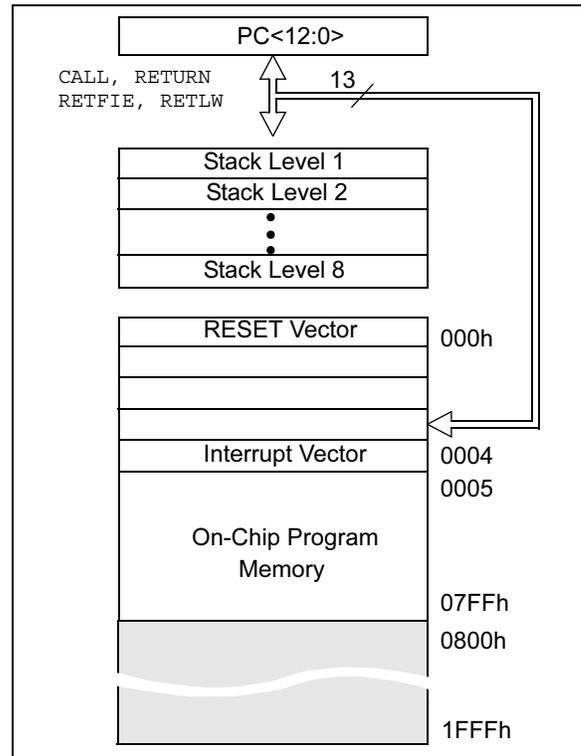 PC<12:0>
CALL, RETURN
RETFIE, RETLW
13
Stack Level 1
Stack Level 2
Stack Level 8
RESET Vector
000h
Interrupt Vector
0004
0005
On-Chip Program
Memory
07FFh
0800h
1FFFh